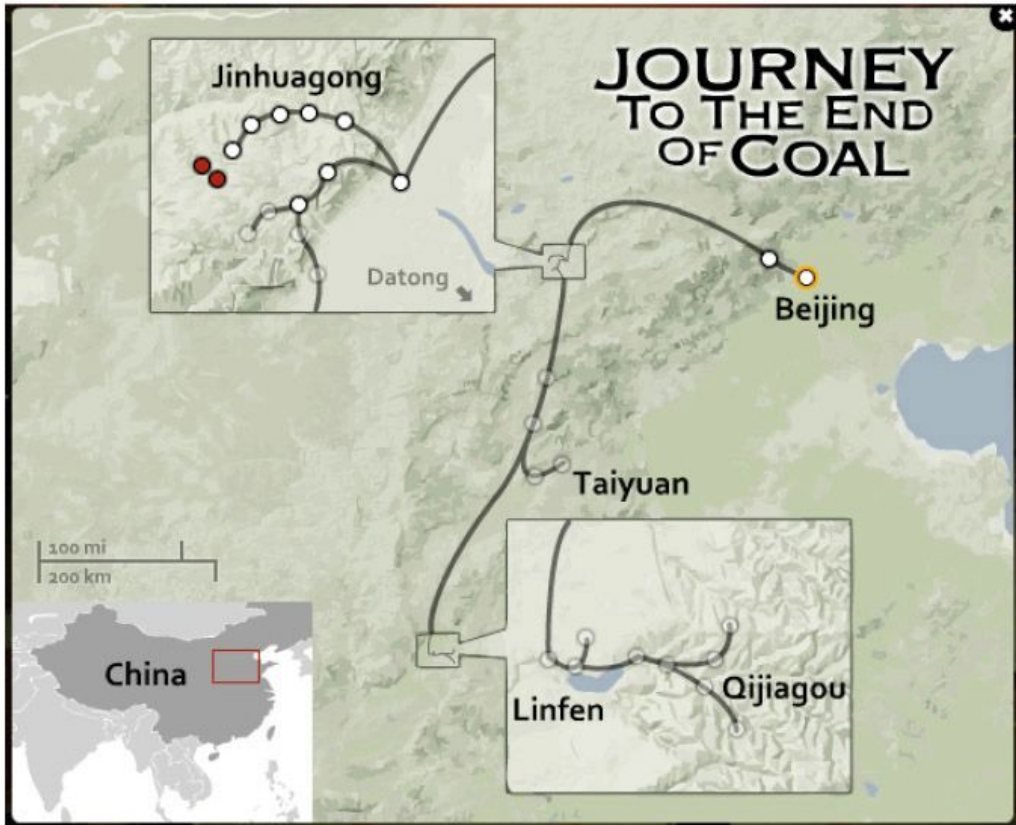 JOURNEY
TO THE END
OF COAL
Jinhuagong
Datong
Beijing
Taiyuan
100 mi
200 km
China
Linfen
Qijiagou